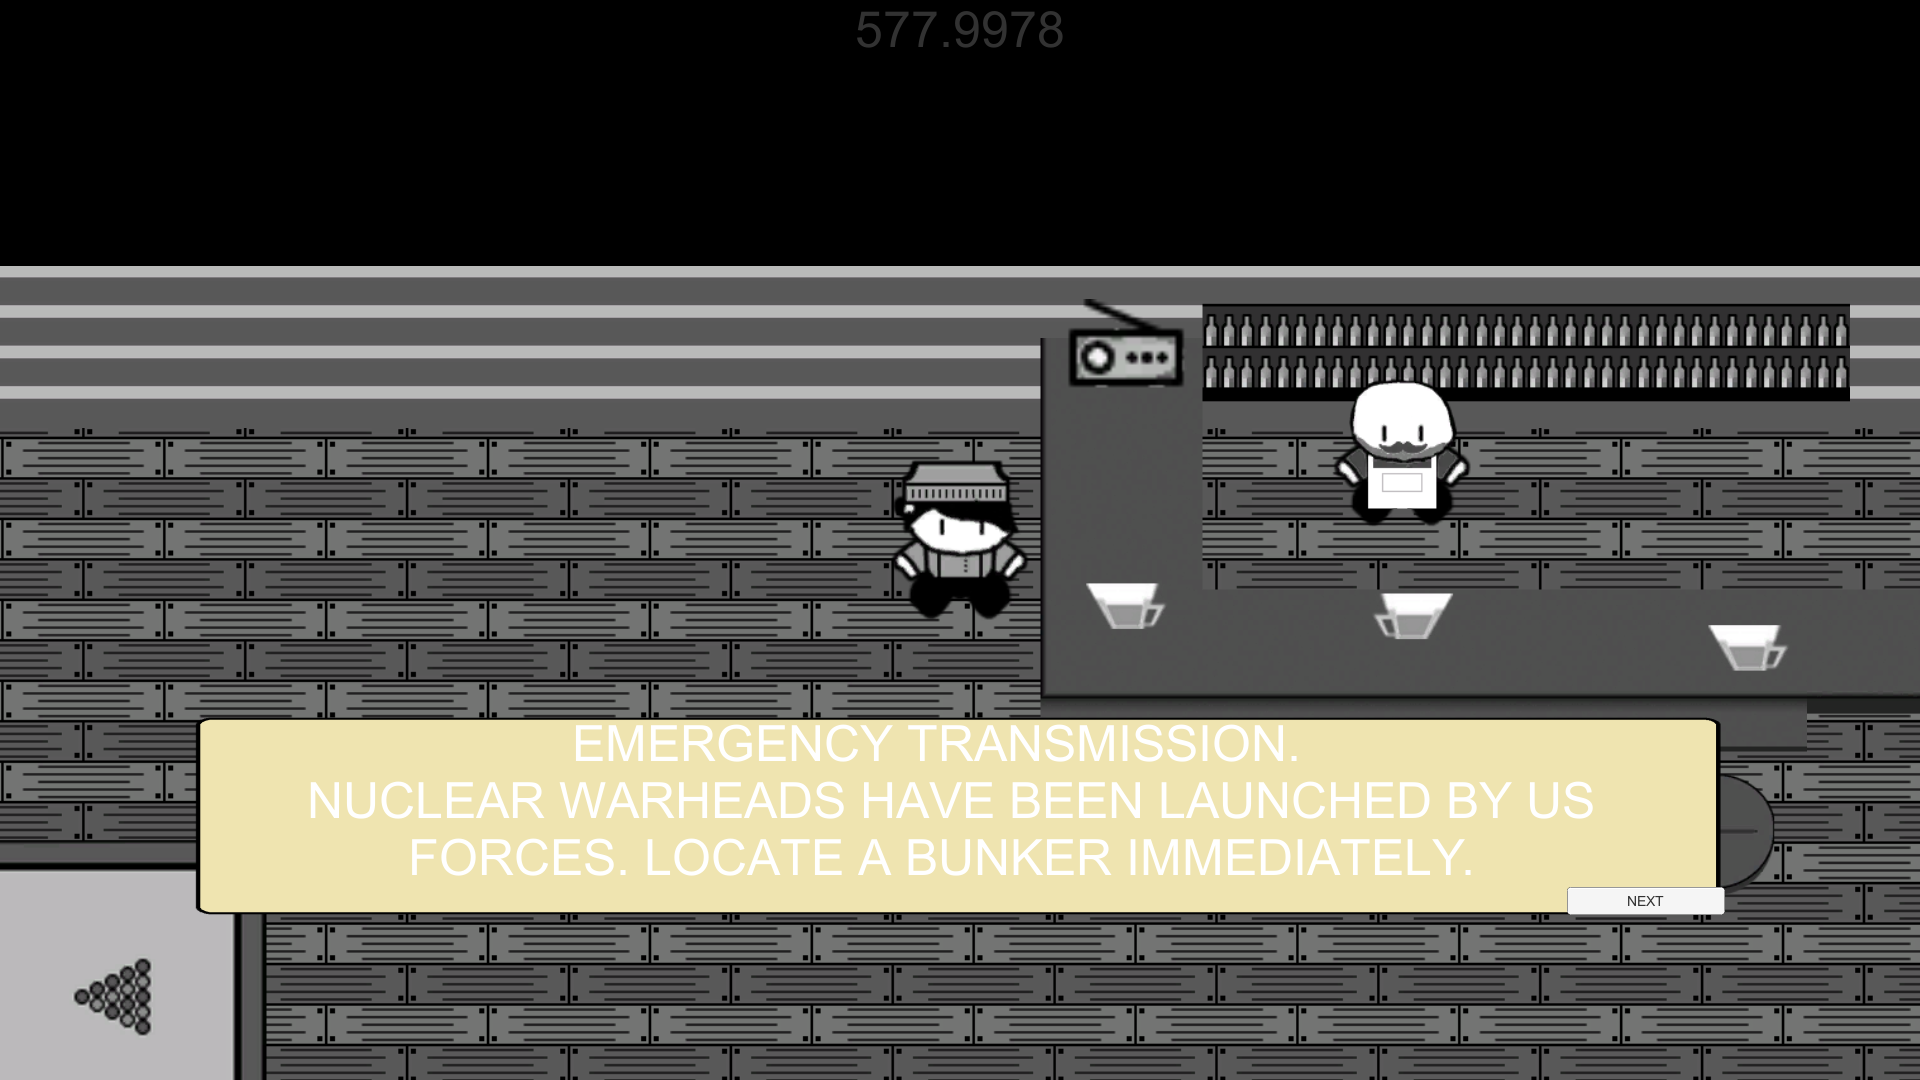 577.9978
EMERGENCY TRANSMISSION.
NUCLEAR WARHEADS HAVE BEEN LAUNCHED BY US
FORCES. LOCATE A BUNKER IMMEDIATELY.
NEXT